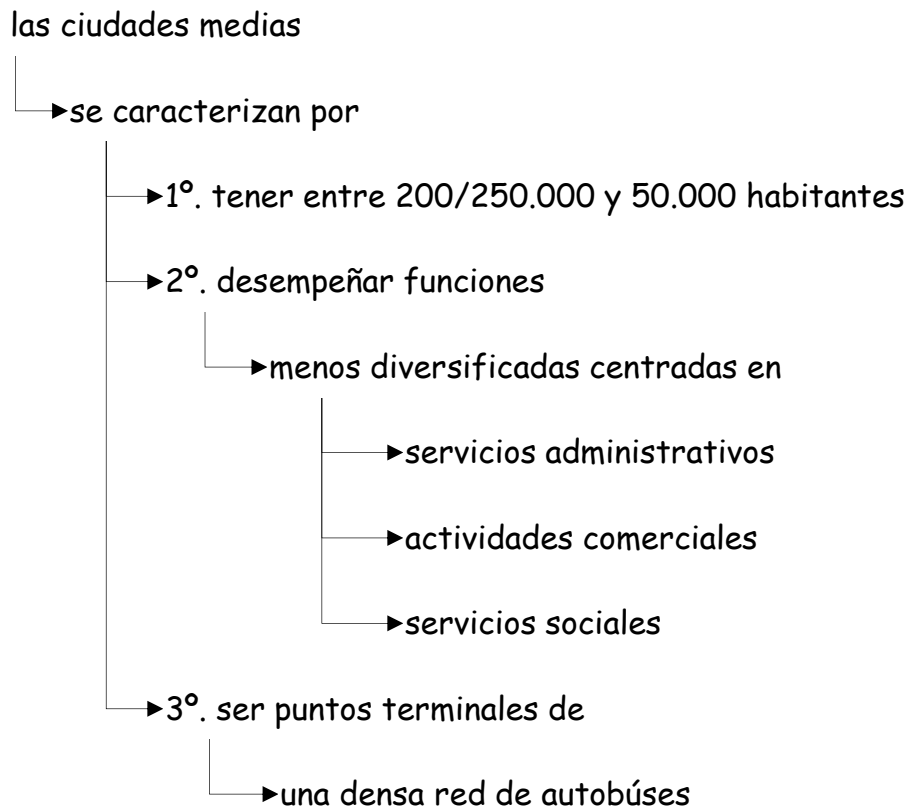 las ciudades medias
se caracterizan por
1º. tener entre 200/250.000 y 50.000 habitantes
2º. desempeñar funciones
menos diversificadas centradas en
servicios administrativos
actividades comerciales
servicios sociales
3º. ser puntos terminales de
una densa red de autobúses